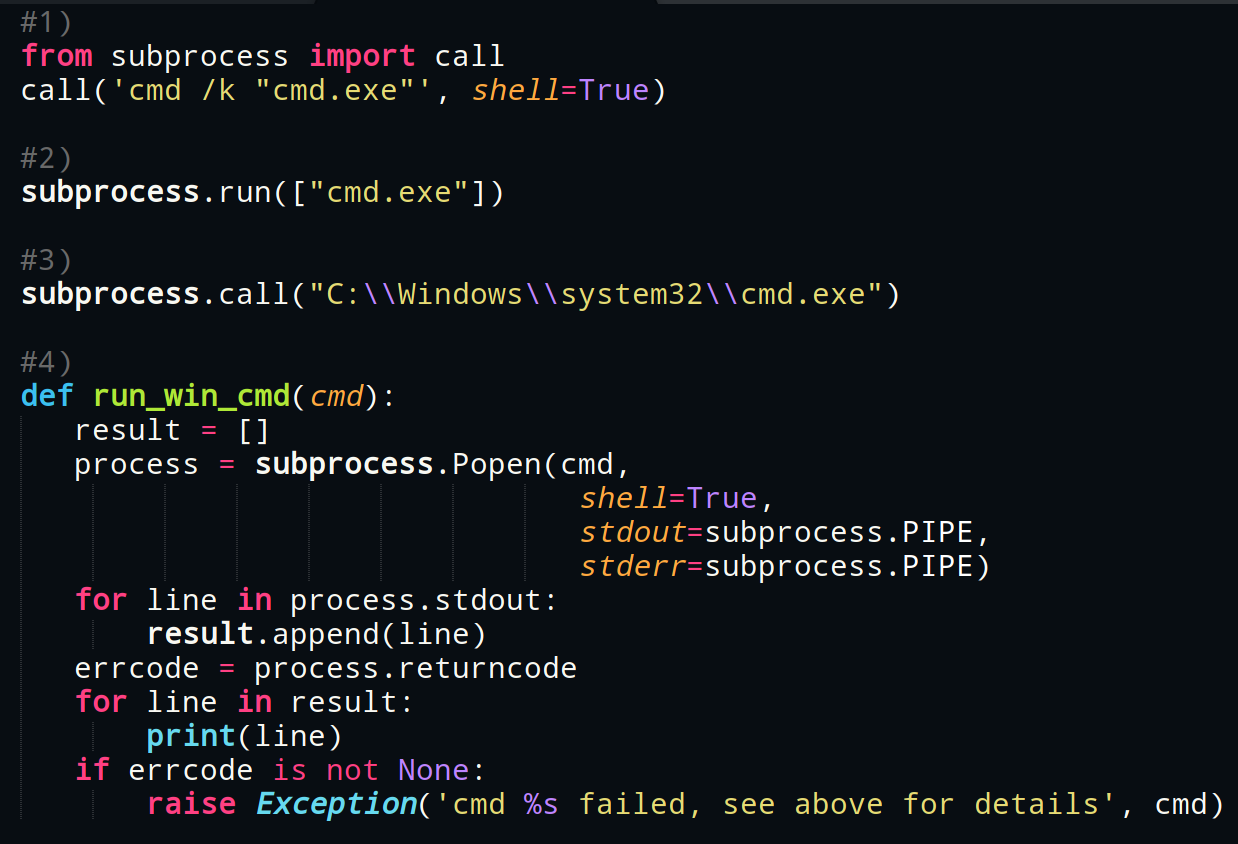 #1)
from subprocess import call
call('cmd /k "cmd.exe"', shell=True)
#2)
subprocess.run(["cmd.exe"])
#3)
subprocess.call("C:\\Windows\\system32\\cmd.exe")
#4)
def run_win_cmd(cmd):
    result = []
    process = subprocess.Popen(cmd,
                               shell=True,
                               stdout=subprocess.PIPE,
                               stderr=subprocess.PIPE)
    for line in process.stdout:
        result.append(line)
    errcode = process.returncode
    for line in result:
        print(line)
    if errcode is not None:
        raise Exception('cmd %s failed, see above for details', cmd)